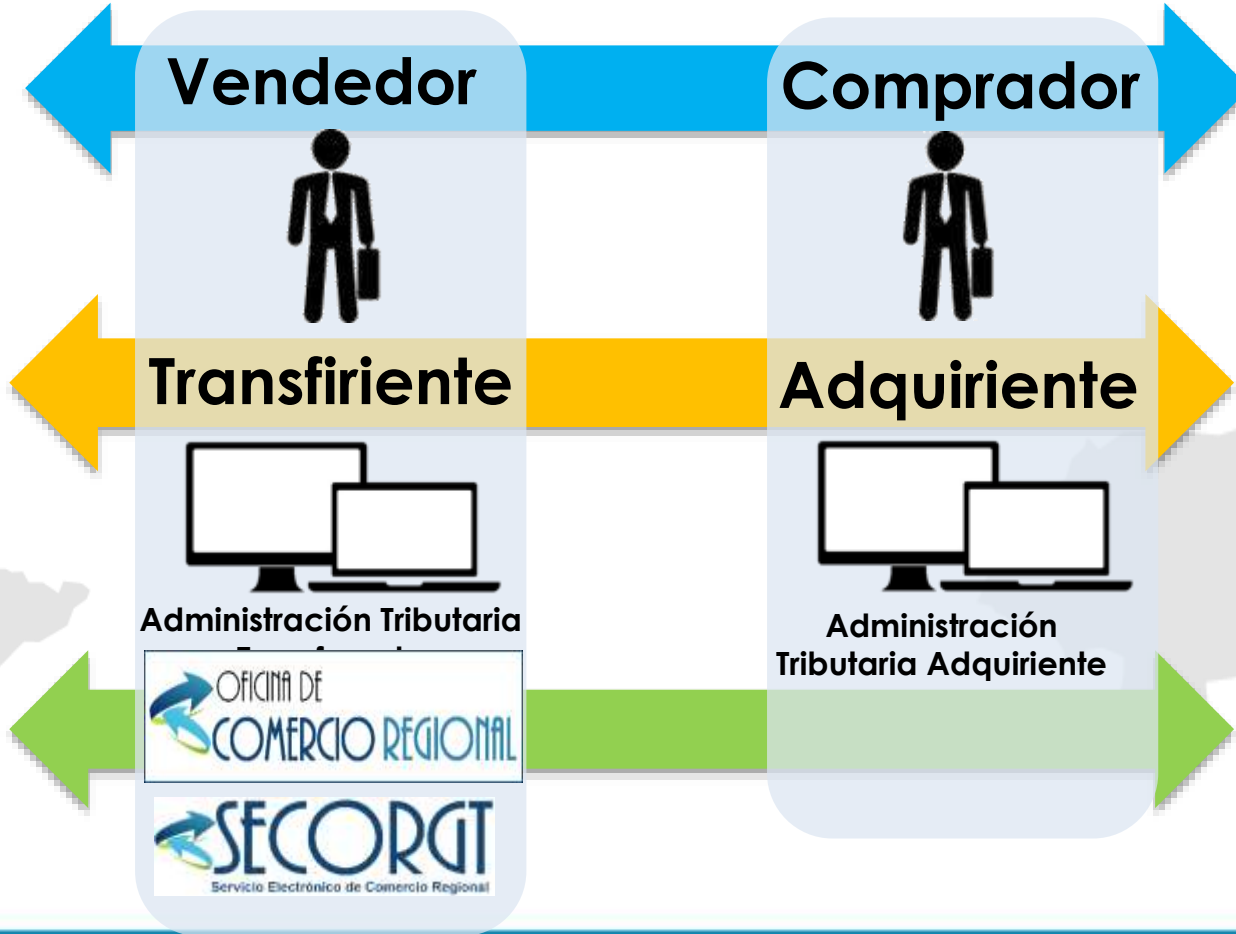 Vendedor
Comprador
Transfiriente
Adquiriente
Administración Tributaria
Administración
Tributaria Adquiriente
OFICINA DE
COMERCIO REGIONAL
SECORGT
Servicio Electrónico de Comercio Regional